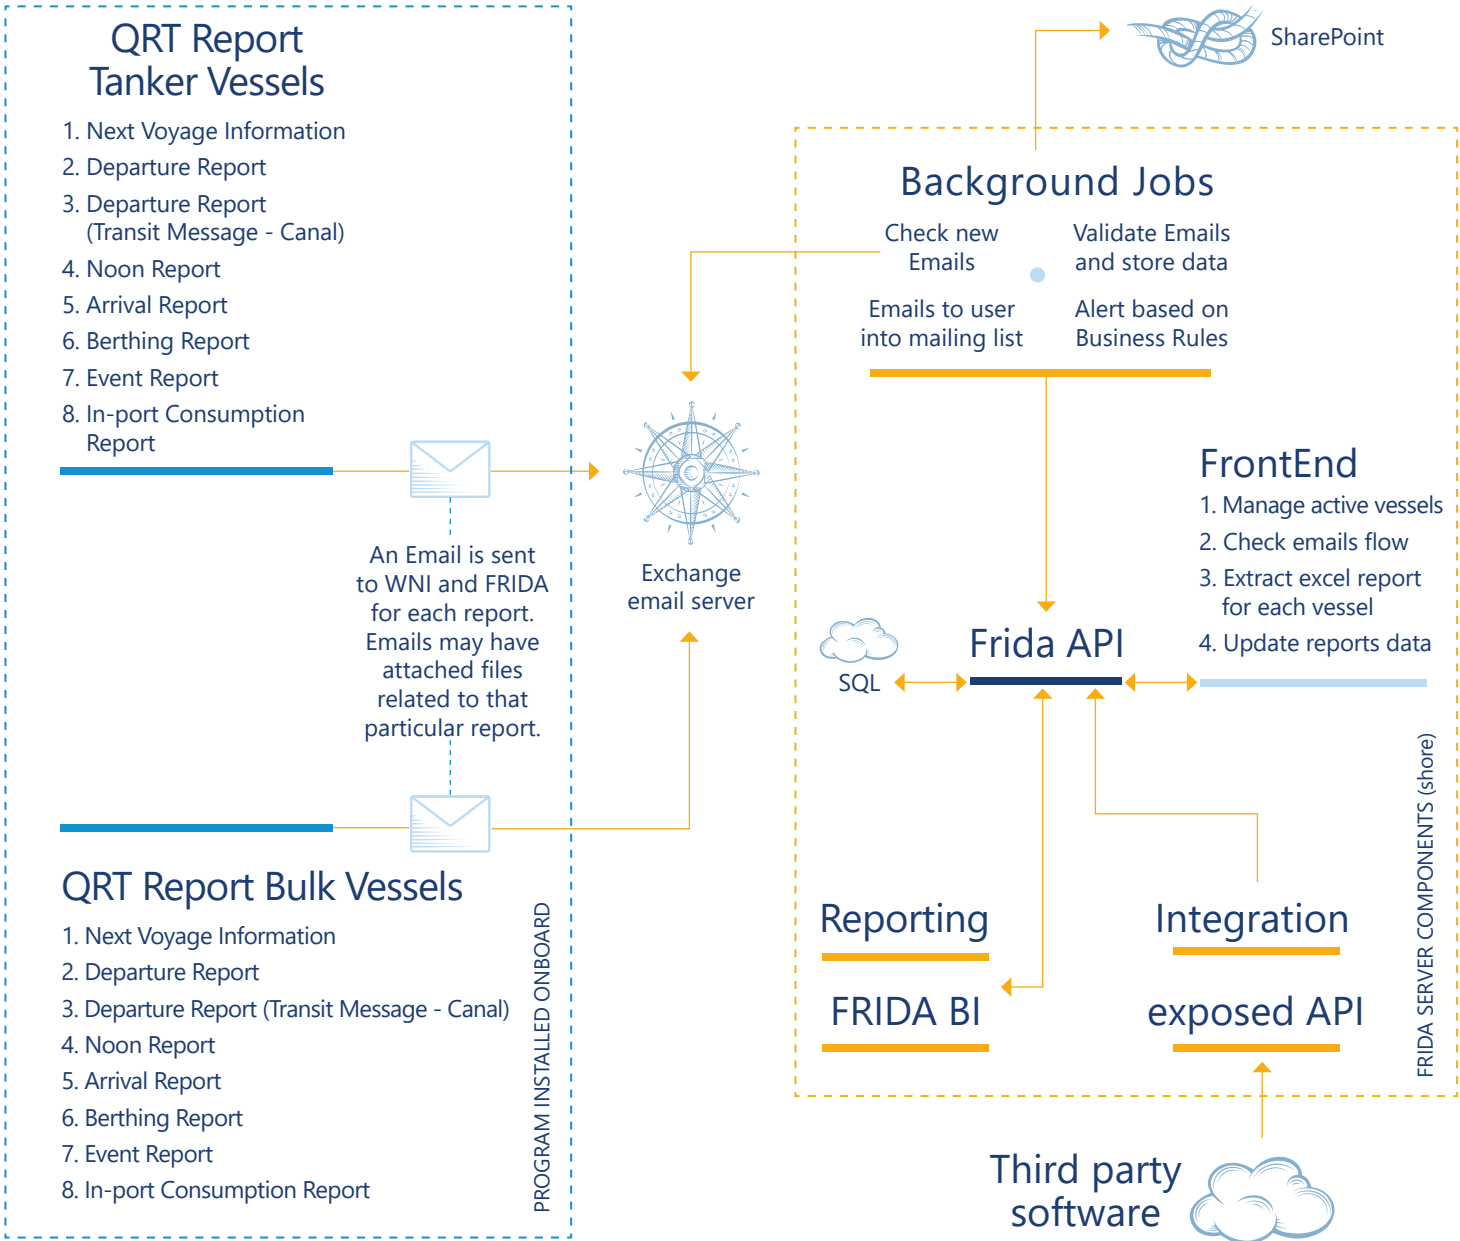 QRT Report
Tanker Vessels
1. Next Voyage Information
2. Departure Report
3. Departure Report
(Transit Message - Canal)
4. Noon Report
5. Arrival Report
6. Berthing Report
7. Event Report
8. In-port Consumption
Report
An Email is sent
to WNI and FRIDA
for each report.
Emails may have
attached files
related to that
particular report.
QRT Report Bulk Vessels
1. Next Voyage Information
2. Departure Report
3. Departure Report (Transit Message - Canal)
4. Noon Report
5. Arrival Report
6. Berthing Report
7. Event Report
8. In-port Consumption Report
PROGRAM INSTALLED ONBOARD
Exchange
email server
SharePoint
Background Jobs
Check new
Emails
Validate Emails
and store data
Emails to user
into mailing list
Alert based on
Business Rules
FrontEnd
1. Manage active vessels
2. Check emails flow
3. Extract excel report
for each vessel
4. Update reports data
Frida API
SQL
Reporting
FRIDA BI
Integration
exposed API
FRIDA SERVER COMPONENTS (shore)
Third party
software